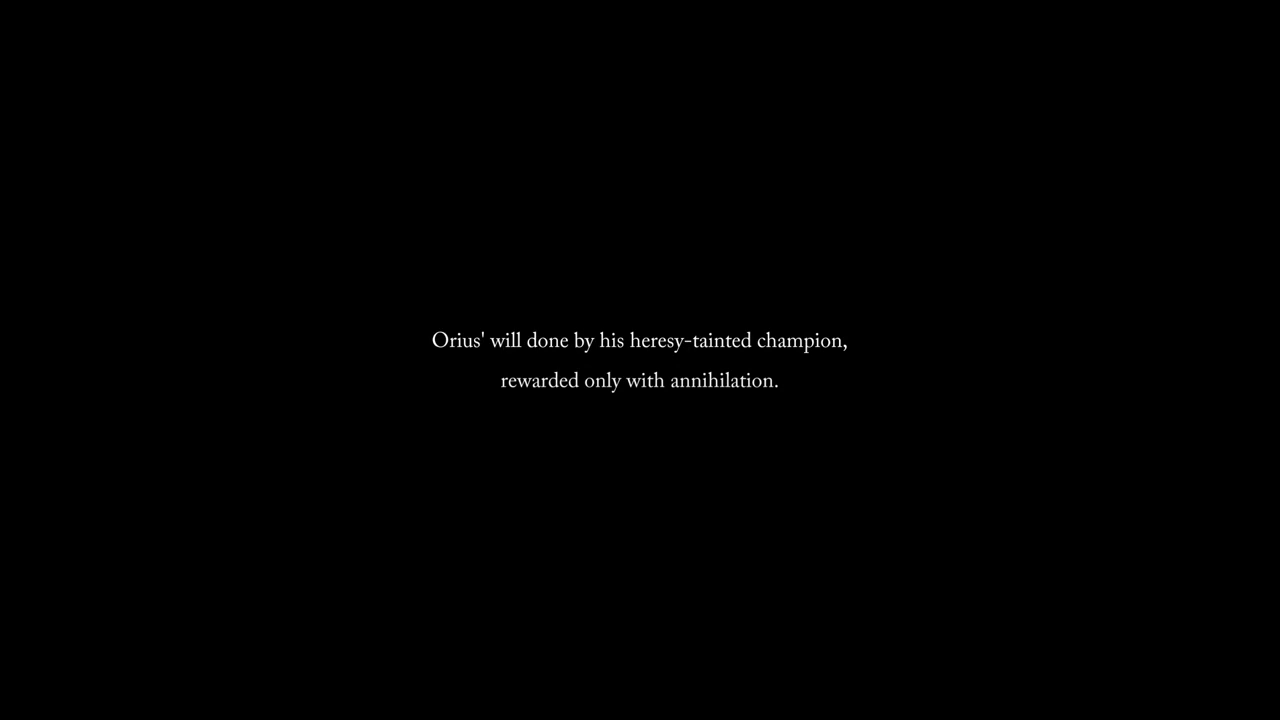 Orius' will done by his heresy-tainted champion,
rewarded only with annihilation.